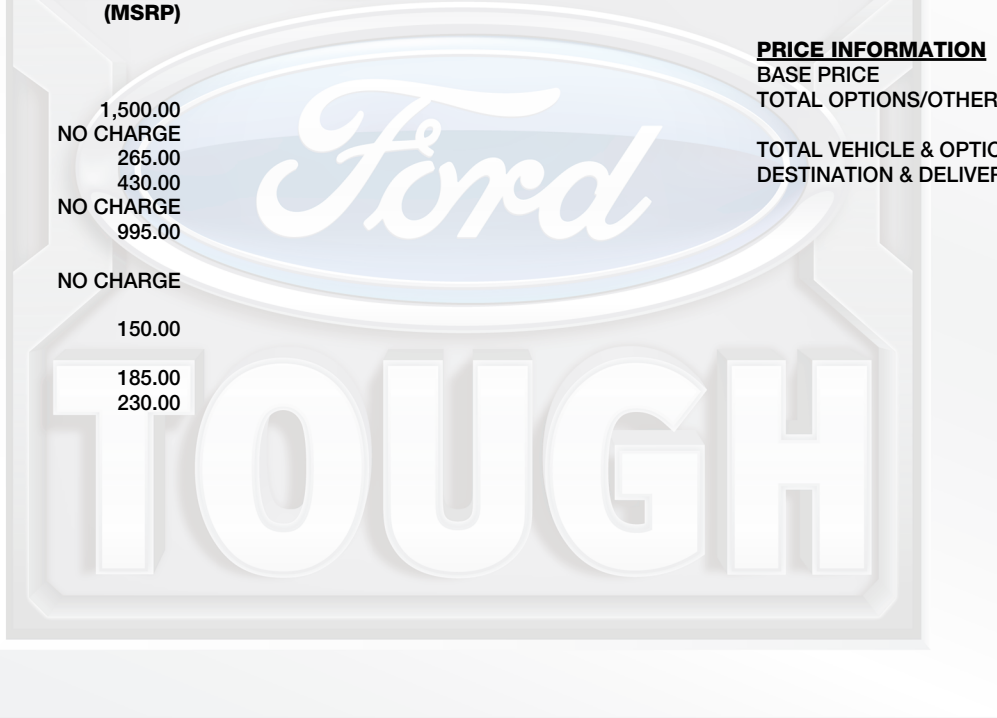 (MSRP)
1,500.00
NO CHARGE
265.00
430.00
NO CHARGE
995.00
NO CHARGE
150.00
185.00
230.00
PRICE INFORMATION
BASE PRICE
TOTAL OPTIONS/OTHER
TOTAL VEHICLE & OPTIO
DESTINATION & DELIVER
Ford
TOUGH